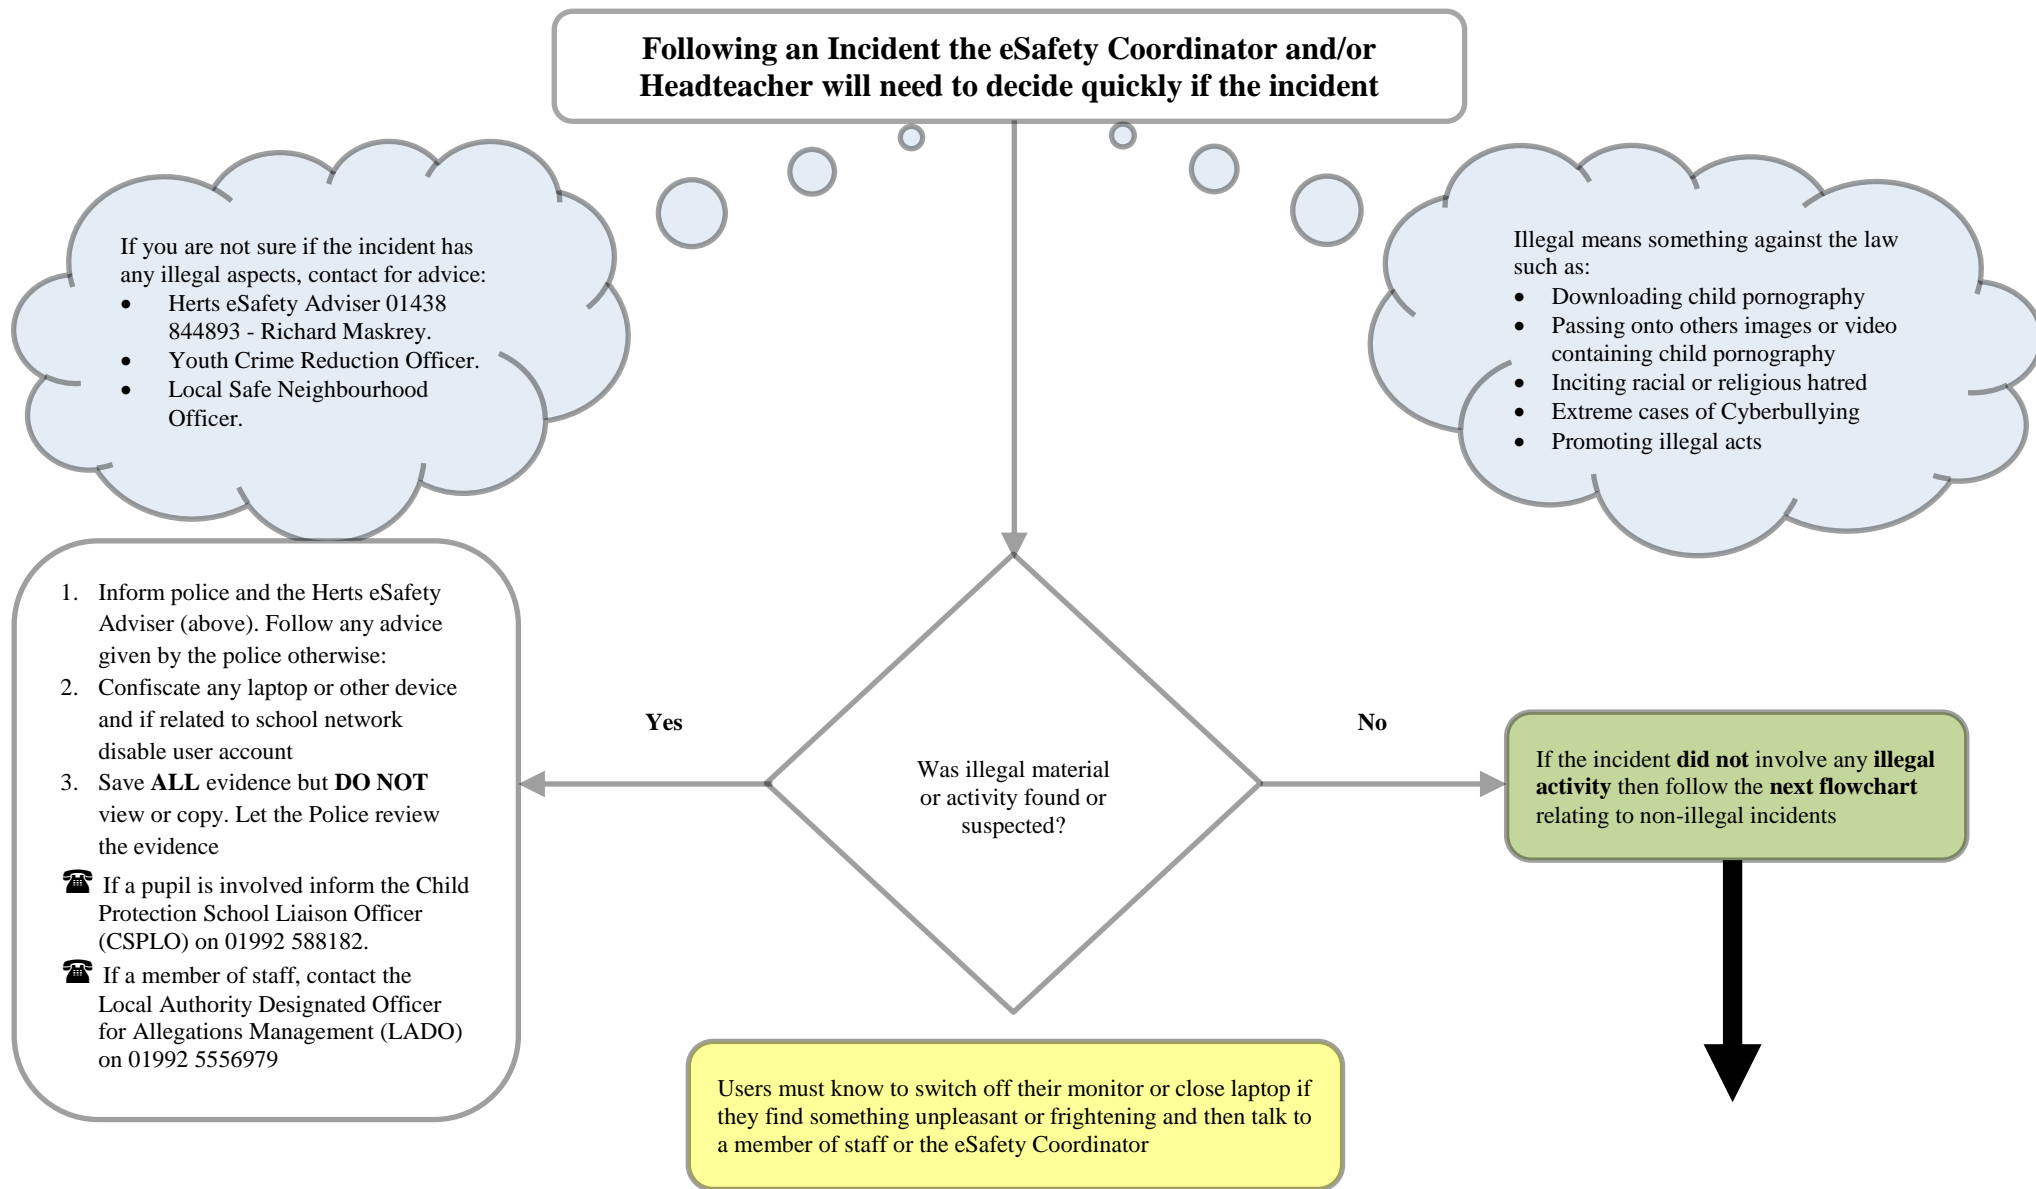 Following an Incident the eSafety Coordinator and/or
Headteacher will need to decide quickly if the incident
If you are not sure if the incident has
any illegal aspects, contact for advice:
• Herts eSafety Adviser 01438
844893 - Richard Maskrey.
• Youth Crime Reduction Officer.
• Local Safe Neighbourhood
Officer.
Illegal means something against the law
such as:
• Downloading child pornography
• Passing onto others images or video
containing child pornography
• Inciting racial or religious hatred
• Extreme cases of Cyberbullying
• Promoting illegal acts
1. Inform police and the Herts eSafety
Adviser (above). Follow any advice
given by the police otherwise:
2. Confiscate any laptop or other device
and if related to school network
disable user account
3. Save ALL evidence but DO NOT
view or copy. Let the Police review
the evidence
☎ If a pupil is involved inform the Child
Protection School Liaison Officer
(CSPLO) on 01992 588182.
☎ If a member of staff, contact the
Local Authority Designated Officer
for Allegations Management (LADO)
on 01992 5556979
Yes
Was illegal material
or activity found or
suspected?
No
If the incident did not involve any illegal
activity then follow the next flowchart
relating to non-illegal incidents
Users must know to switch off their monitor or close laptop if
they find something unpleasant or frightening and then talk to
a member of staff or the eSafety Coordinator